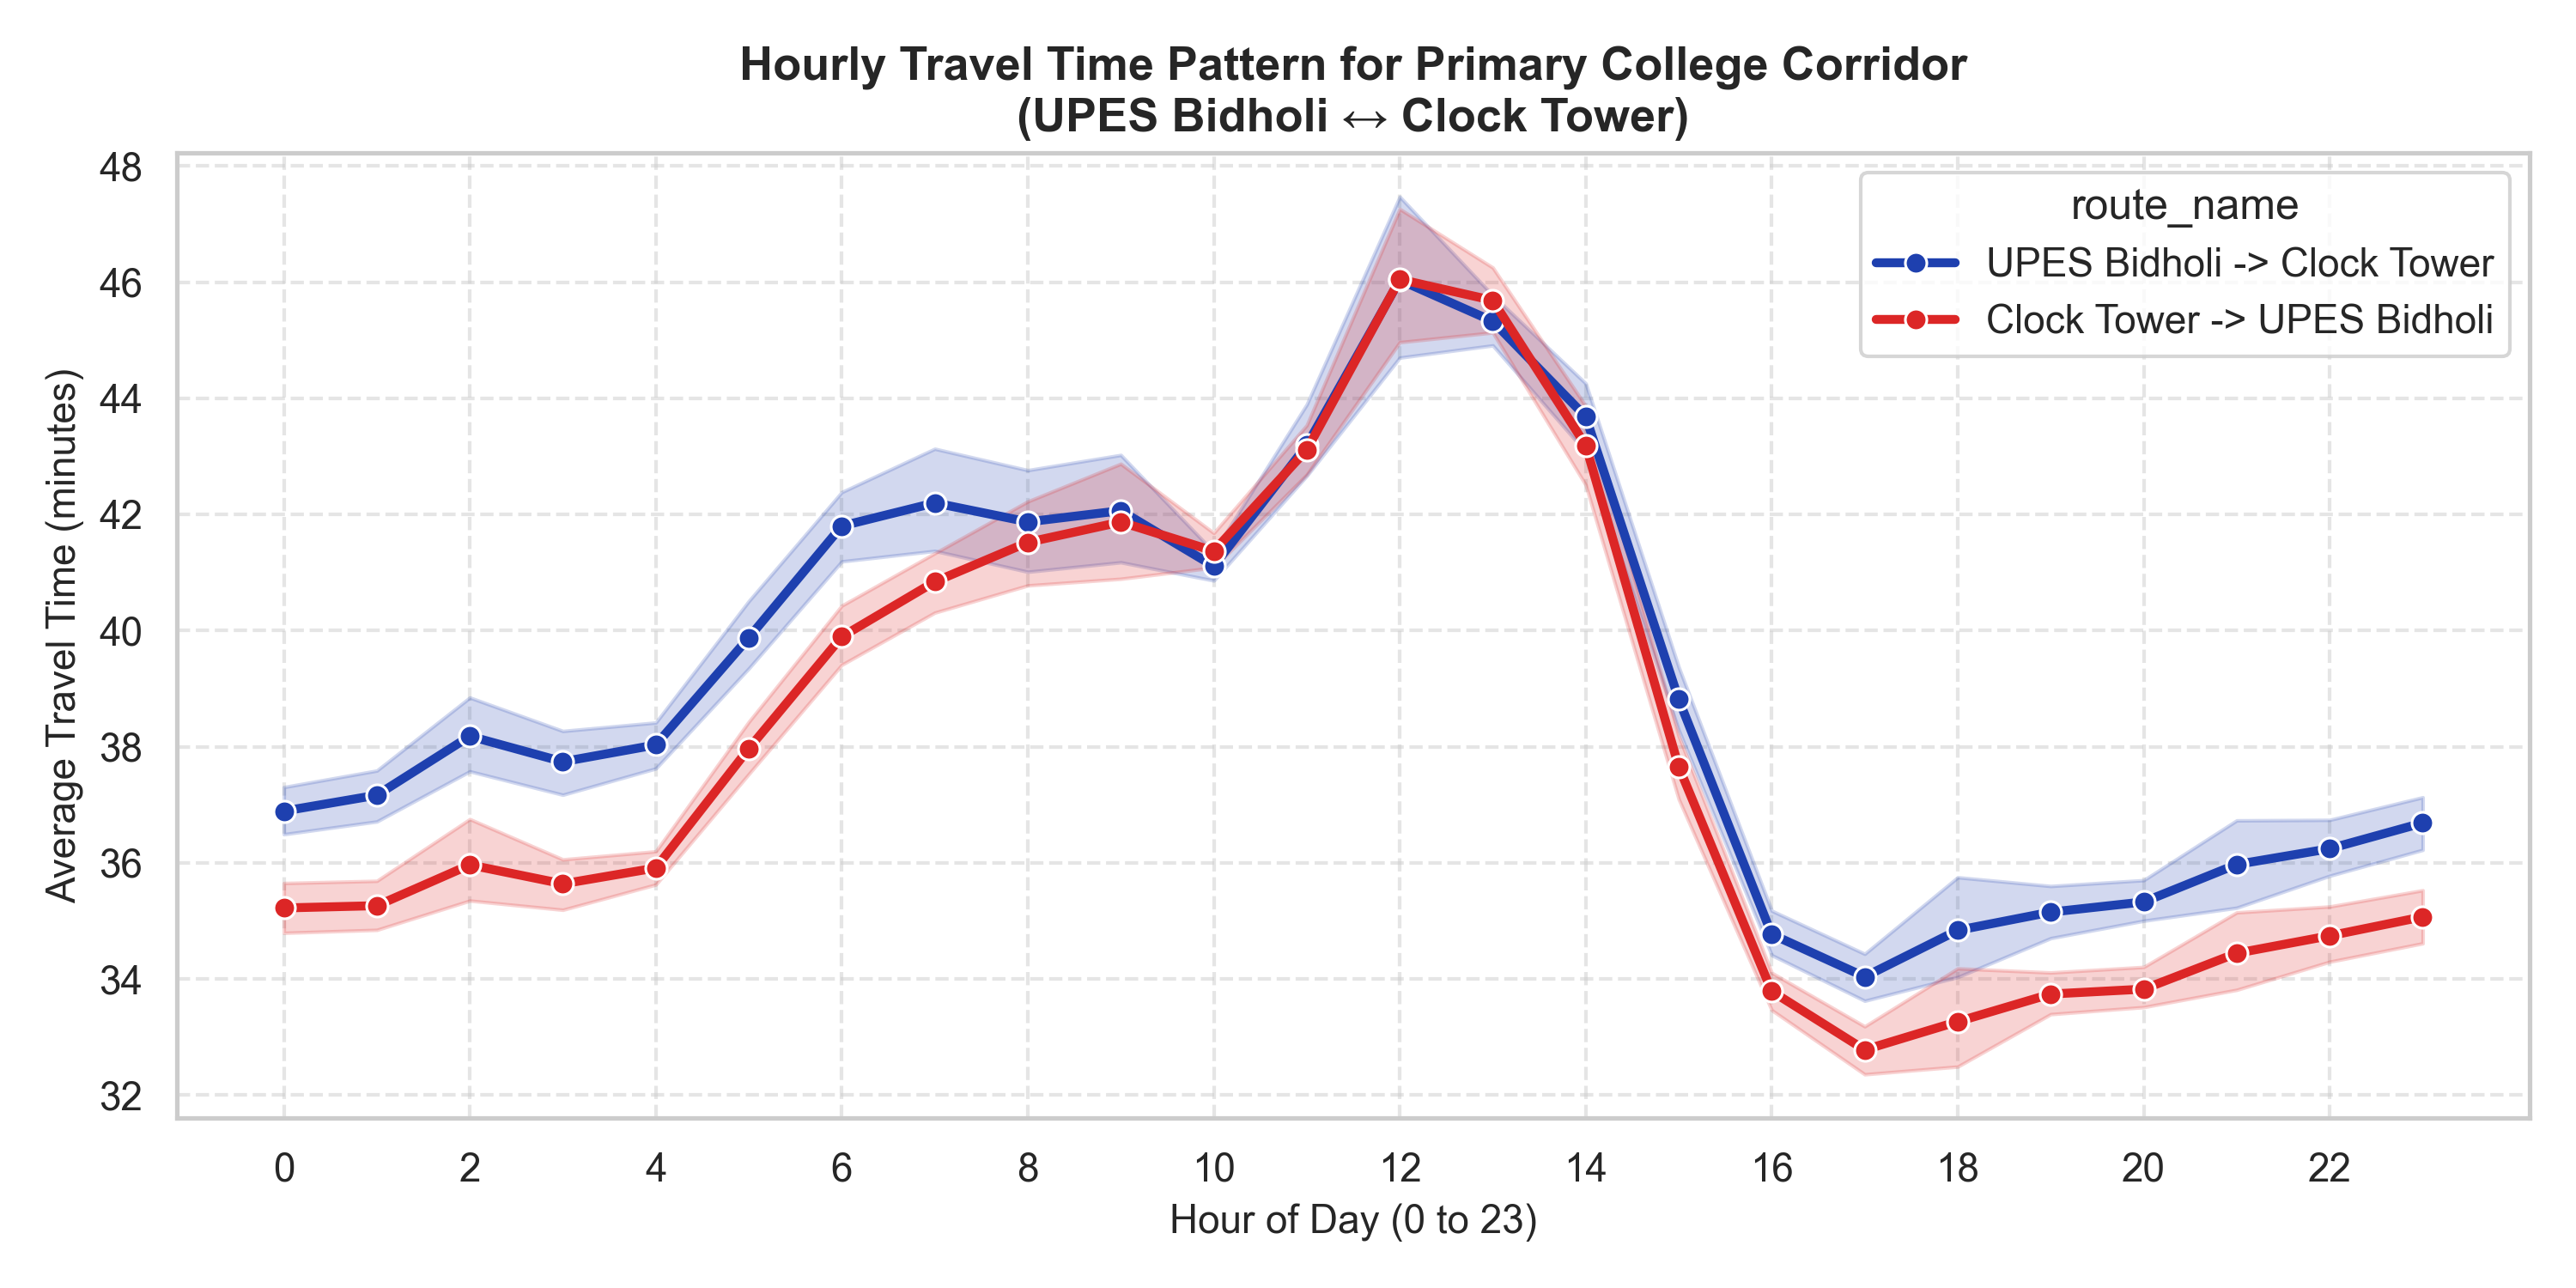 Hourly Travel Time Pattern for Primary College Corridor
(UPES Bidholi ↔ Clock Tower)
48
46
44
42
40
38
36
34
32
Average Travel Time (minutes)
route_name
UPES Bidholi -> Clock Tower
Clock Tower -> UPES Bidholi
0 2 4 6 8 10 12 14 16 18 20 22
Hour of Day (0 to 23)